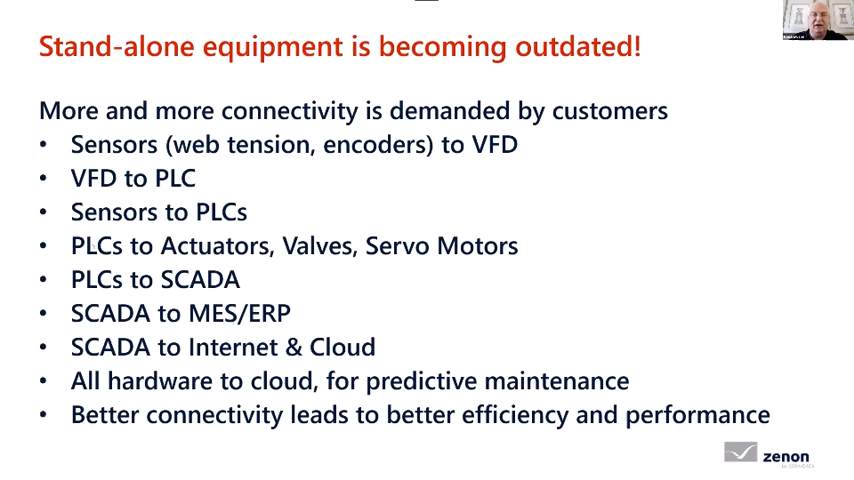 Stand-alone equipment is becoming outdated!
More and more connectivity is demanded by customers
• Sensors (web tension, encoders) to VFD
• VFD to PLC
• Sensors to PLCs
• PLCs to Actuators, Valves, Servo Motors
• PLCs to SCADA
• SCADA to MES/ERP
• SCADA to Internet & Cloud
• All hardware to cloud, for predictive maintenance
• Better connectivity leads to better efficiency and performance
zenon
by COPA-DATA